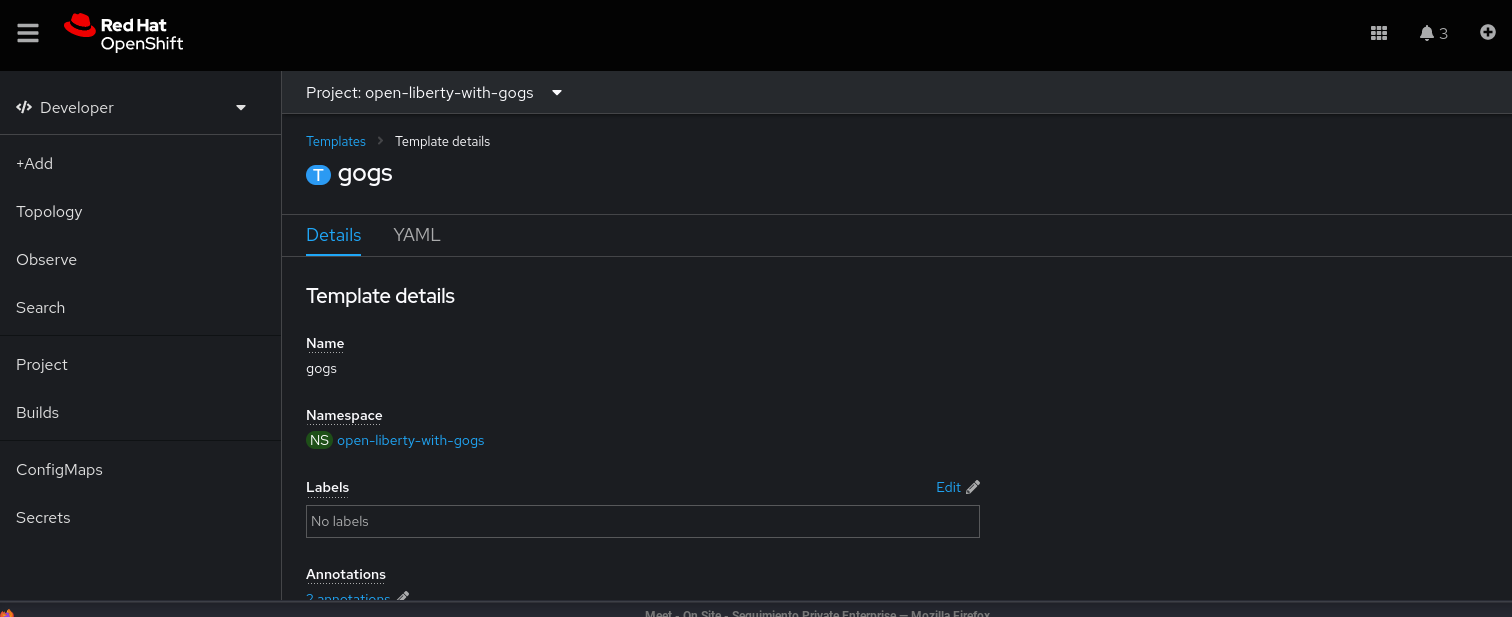 Red Hat
OpenShift
3
Developer
Project: open-liberty-with-gogs
+Add
Topology
Observe
Search
Project
Builds
ConfigMaps
Secrets
Templates
Template details
T gogs
Details
YAML
Template details
Name
gogs
Namespace
NS open-liberty-with-gogs
Labels
Edit
No labels
Annotations
2 annotations
Meet - On Site - Seguimiento Private Enterprise — Mozilla Firefox